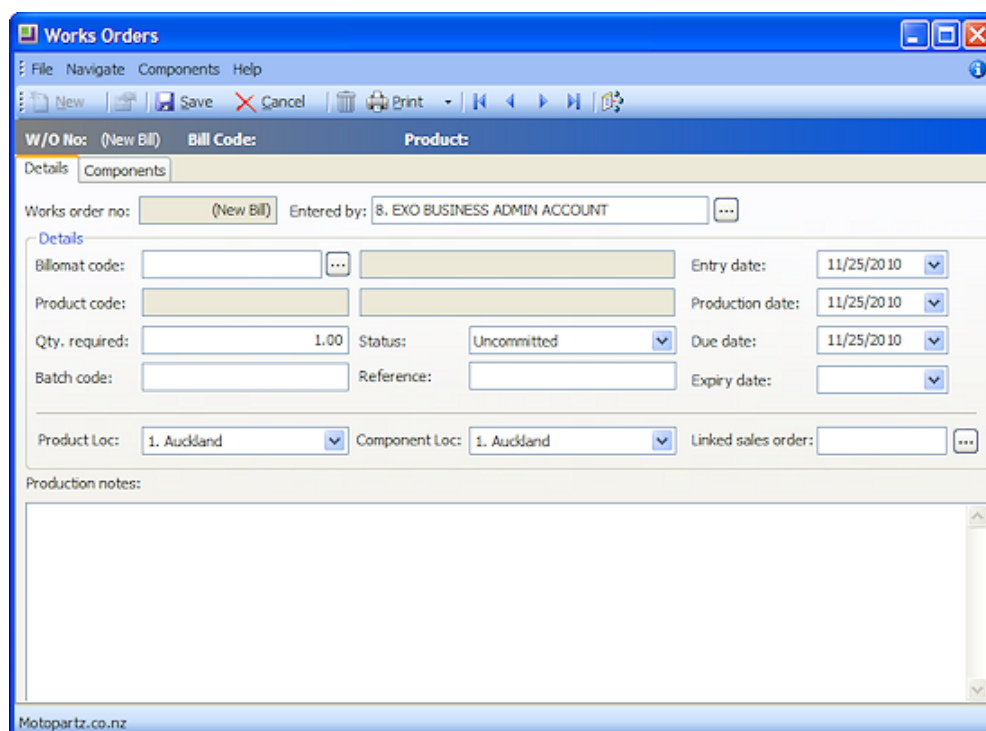 Works Orders
File Navigate Components Help
New Save Cancel Print
W/O No: (New Bill) Bill Code: Product:
Details Components
Works order no: (New Bill) Entered by: 8. EXO BUSINESS ADMIN ACCOUNT ...
Details
Billomat code: ... Entry date: 11/25/2010
Product code: Production date: 11/25/2010
Qty. required: 1.00 Status: Uncommitted Due date: 11/25/2010
Batch code: Reference: Expiry date:
Product Loc: 1. Auckland Component Loc: 1. Auckland Linked sales order: ...
Production notes:
Motopartz.co.nz